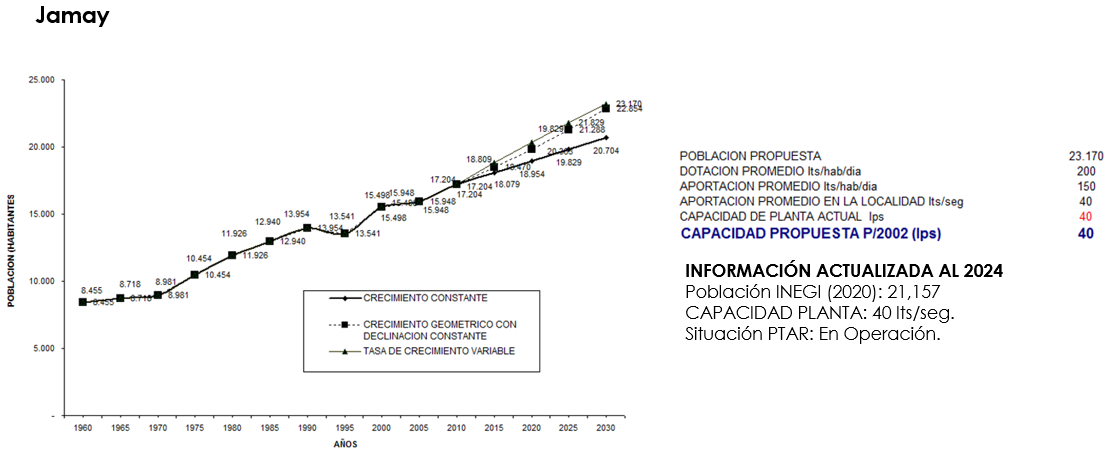 Jamay
25.000
20.000
15.000
10.000
5.000
-
POBLACION (HABITANTES
8.455
8.455
8.718
8.718
8.981
8.981
10.454
10.454
11.926
11.926
12.940
12.940
13.954
13.954
13.541
13.541
15.498
15.498
15.948
15.948
15.948
17.204
17.204
17.204
18.809
18.470
18.079
19.829
20.305
18.954
21.829
21.288
19.829
23.170
22.854
20.704
CRECIMIENTO CONSTANTE
CRECIMIENTO GEOMETRICO CON
DECLINACION CONSTANTE
TASA DE CRECIMIENTO VARIABLE
1960 1965 1970 1975 1980 1985 1990 1995 2000 2005 2010 2015 2020 2025 2030
AÑOS
POBLACION PROPUESTA 23.170
DOTACION PROMEDIO lts/hab/dia 200
APORTACION PROMEDIO lts/hab/dia 150
APORTACION PROMEDIO EN LA LOCALIDAD lts/seg 40
CAPACIDAD DE PLANTA ACTUAL lps 40
CAPACIDAD PROPUESTA P/2002 (lps) 40
INFORMACIÓN ACTUALIZADA AL 2024
Población INEGI (2020): 21,157
CAPACIDAD PLANTA: 40 lts/seg.
Situación PTAR: En Operación.